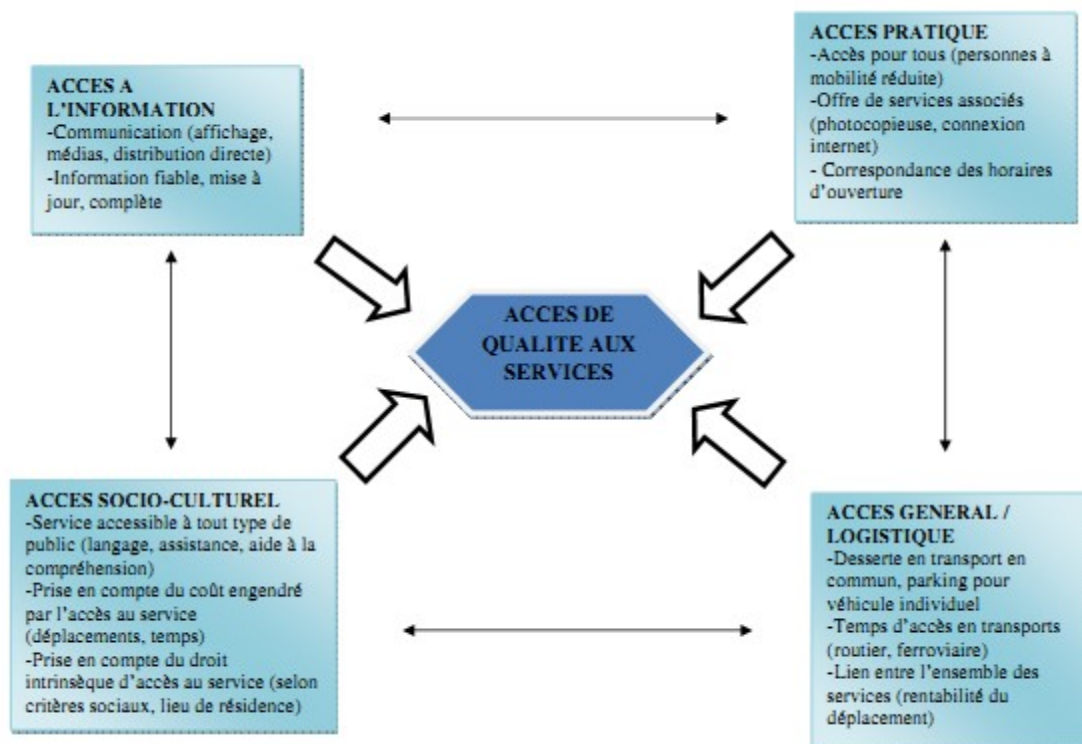 ACCES A
L'INFORMATION
-Communication (affichage,
médias, distribution directe)
-Information fiable, mise à
jour, complète
ACCES PRATIQUE
-Accès pour tous (personnes à
mobilité réduite)
-Offre de services associés
(photocopieuse, connexion
internet)
- Correspondance des horaires
d'ouverture
ACCES DE
QUALITE AUX
SERVICES
ACCES SOCIO-CULTUREL
-Service accessible à tout type de
public (langage, assistance, aide à la
compréhension)
-Prise en compte du coût engendré
par l'accès au service
(déplacements, temps)
-Prise en compte du droit
intrinsèque d'accès au service (selon
critères sociaux, lieu de résidence)
ACCES GENERAL /
LOGISTIQUE
-Desserte en transport en
commun, parking pour
véhicule individuel
-Temps d'accès en transports
(routier, ferroviaire)
-Lien entre l'ensemble des
services (rentabilité du
déplacement)